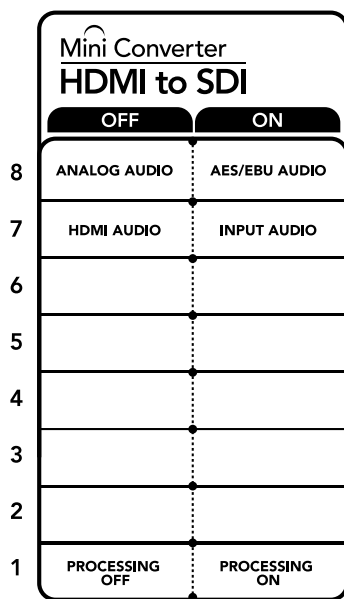 Mini Converter
HDMI to SDI
OFF ON
8 ANALOG AUDIO AES/EBU AUDIO
7 HDMI AUDIO INPUT AUDIO
6
5
4
3
2
1 PROCESSING OFF PROCESSING ON